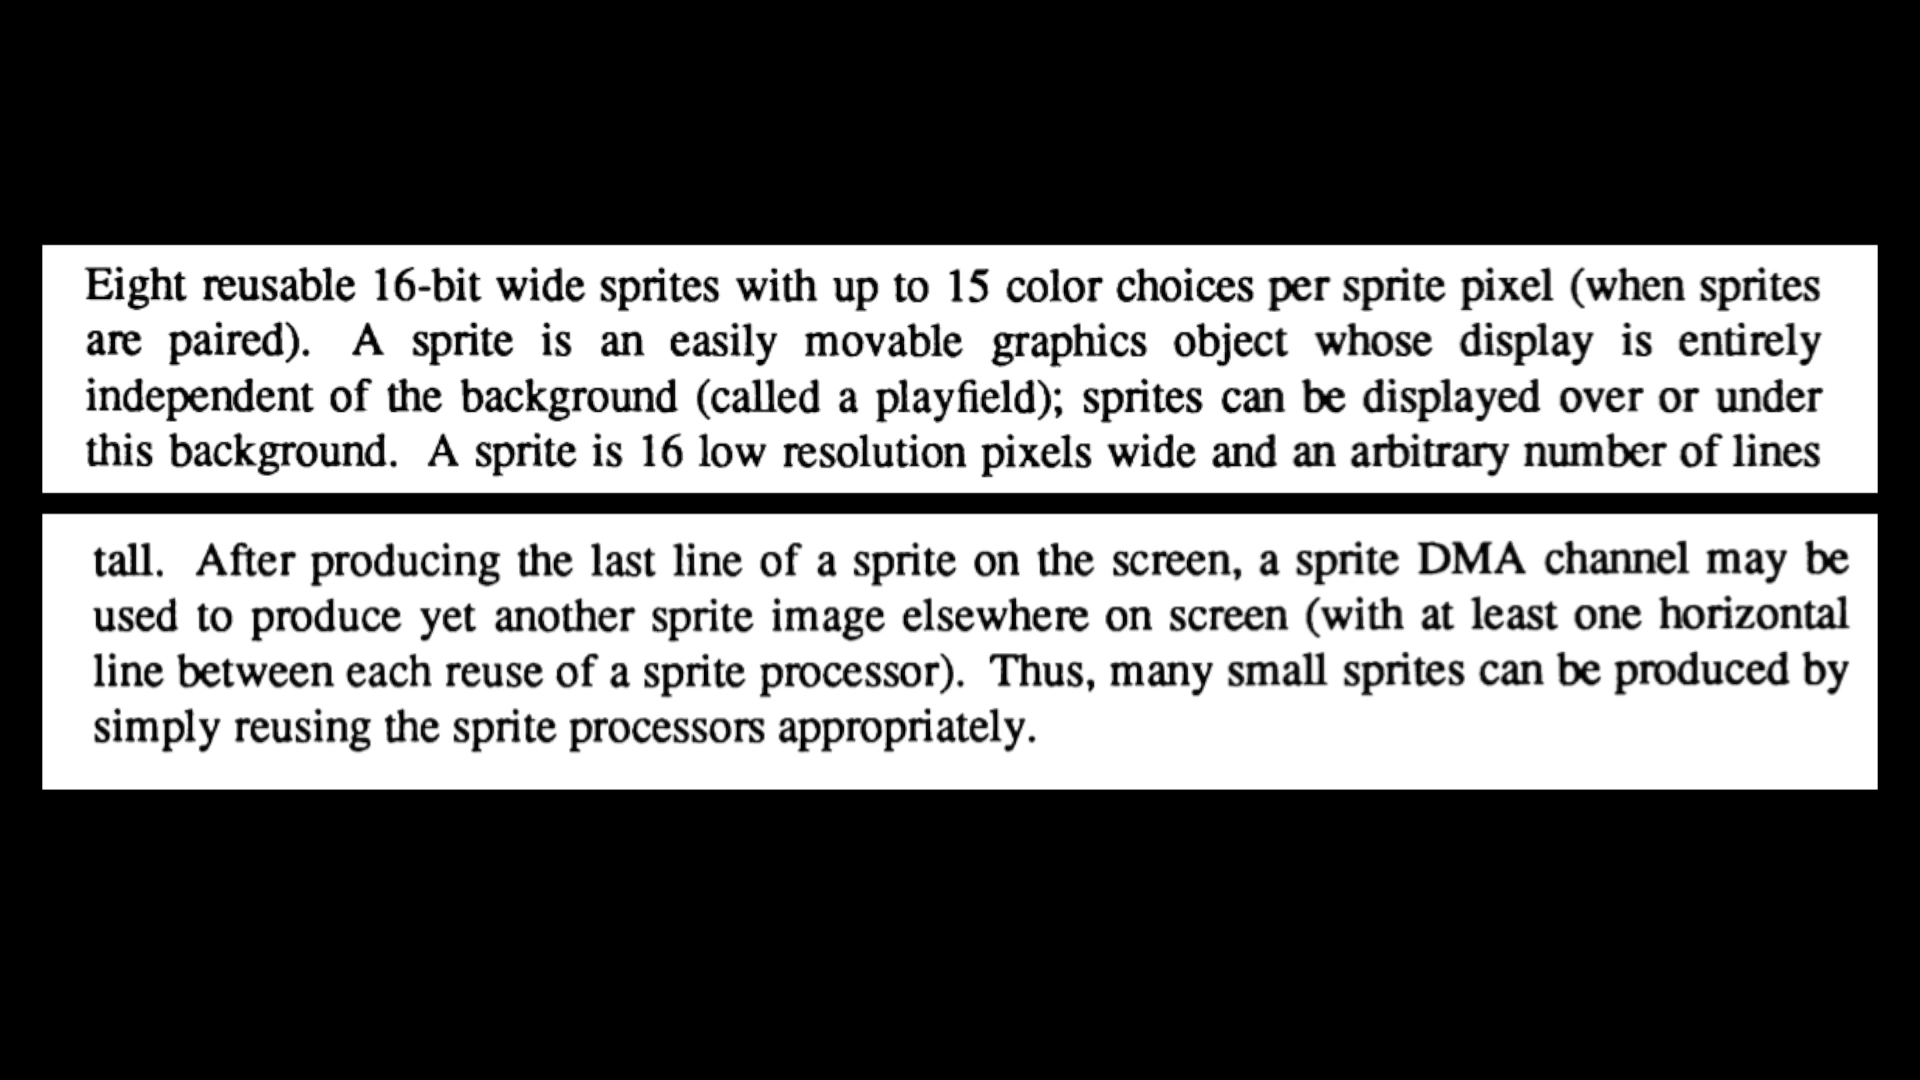 Eight reusable 16-bit wide sprites with up to 15 color choices per sprite pixel (when sprites
are paired). A sprite is an easily movable graphics object whose display is entirely
independent of the background (called a playfield); sprites can be displayed over or under
this background. A sprite is 16 low resolution pixels wide and an arbitrary number of lines
tall. After producing the last line of a sprite on the screen, a sprite DMA channel may be
used to produce yet another sprite image elsewhere on screen (with at least one horizontal
line between each reuse of a sprite processor). Thus, many small sprites can be produced by
simply reusing the sprite processors appropriately.